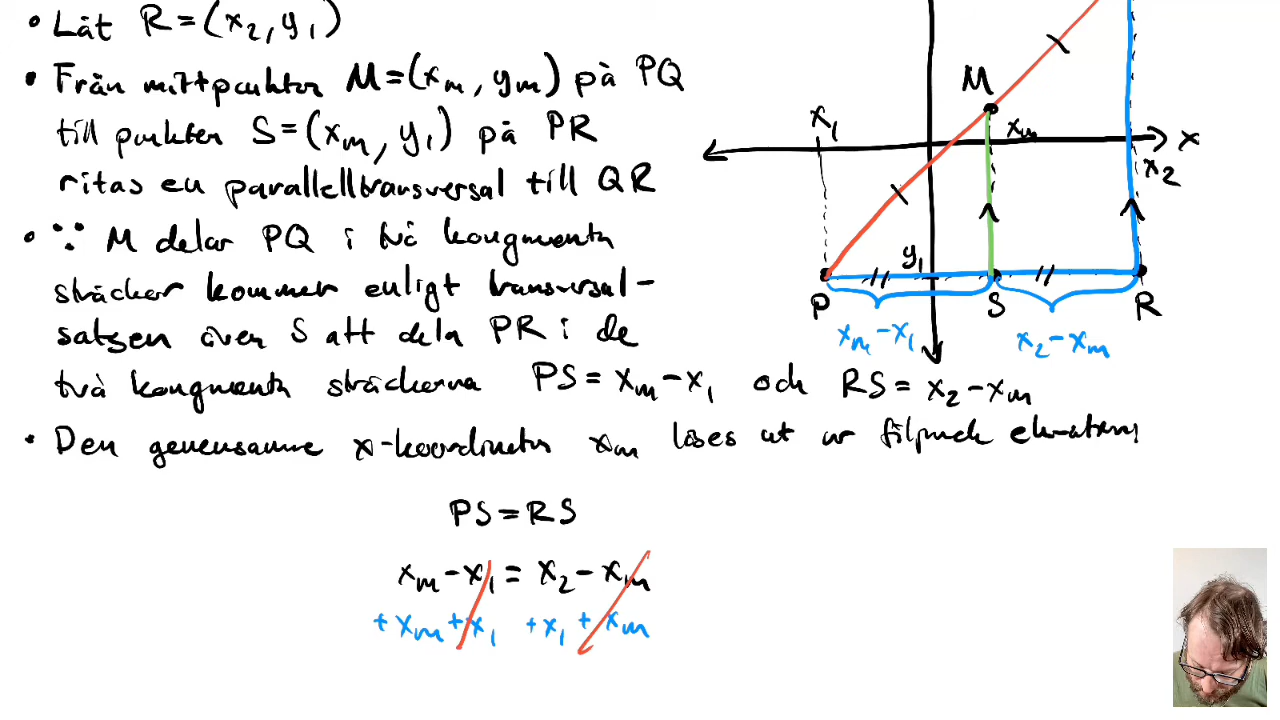 • Låt R = (x₂, y₁)
• Från mittpunkten M = (xₘ, yₘ) på PQ
till punkten S = (xₘ, y₁) på PR
ritas en paralleltransversal till QR
• ∵ M delar PQ i två kongruenta
sträckor kommer enligt transversal-
satsen även S att dela PR i de
två kongruenta sträckorna PS = xₘ - x₁ och RS = x₂ - xₘ
• Den gemensamma x-koordinaten xₘ löses ut ur följande ekvation
PS = RS
xₘ - x₁ = x₂ - xₘ
+ xₘ + x₁ + x₁ + xₘ
M
x₁
xₘ
x
x₂
y₁
P
S
R
xₘ - x₁
x₂ - xₘ